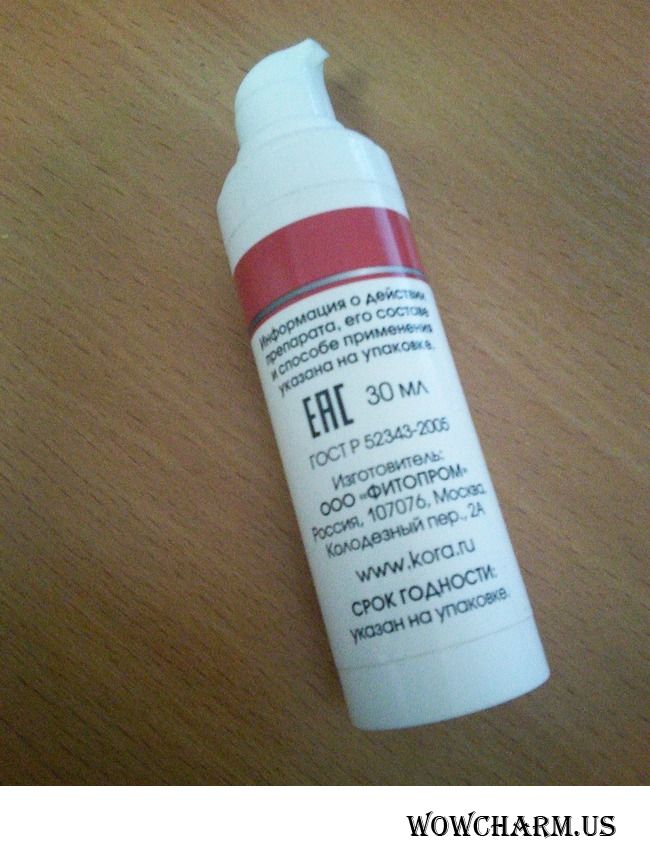 Информация о действии
препарата, его составе
и способе применения
указана на упаковке.
EAC 30 мл
ГОСТ Р 52343-2005
Изготовитель:
ООО «ФИТОПРОМ»
Россия, 107076, Москва,
Колодезный пер., 2А
www.kora.ru
СРОК ГОДНОСТИ:
указан на упаковке.
WOWCHARM.US